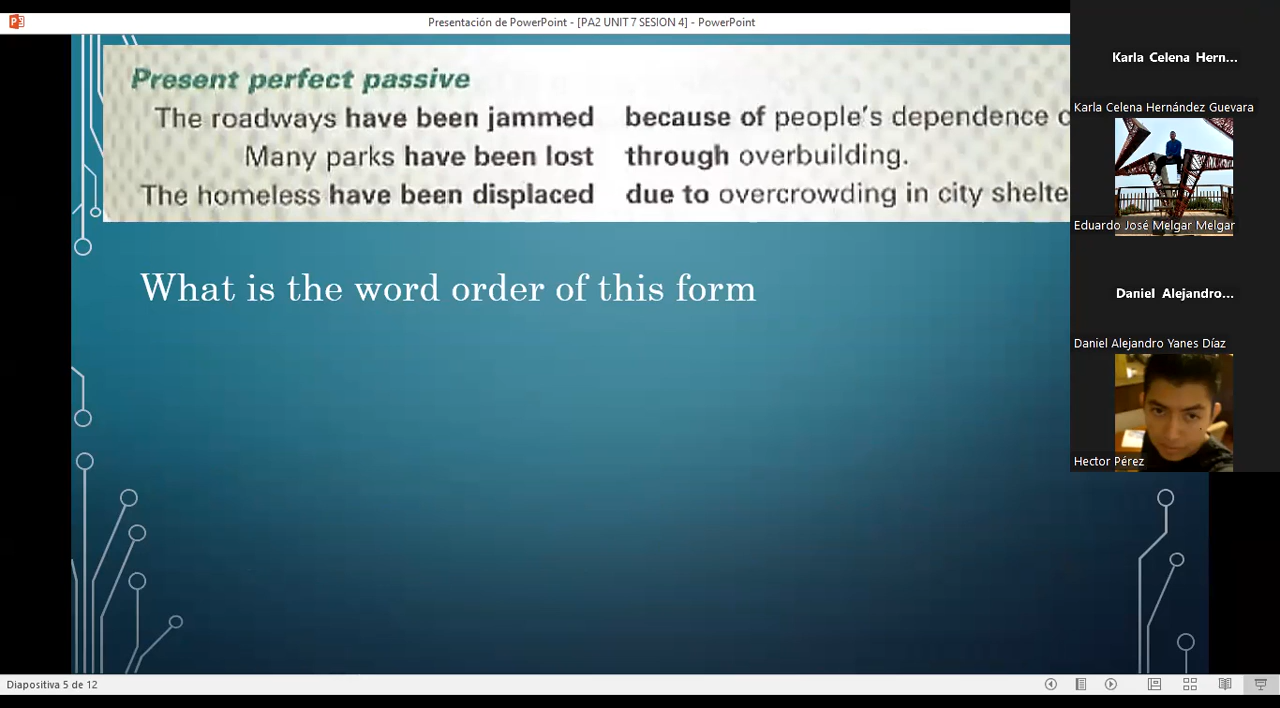 Presentación de PowerPoint - [PA2 UNIT 7 SESION 4] - PowerPoint
Present perfect passive
The roadways have been jammed because of people's dependence
Many parks have been lost through overbuilding.
The homeless have been displaced due to overcrowding in city
What is the word order of this form
Karla Celena Hern...
Karla Celena Hernández Guevara
Eduardo José Melgar Melgar
Daniel Alejandro...
Daniel Alejandro Yanes Díaz
Hector Pérez
Diapositiva 5 de 12